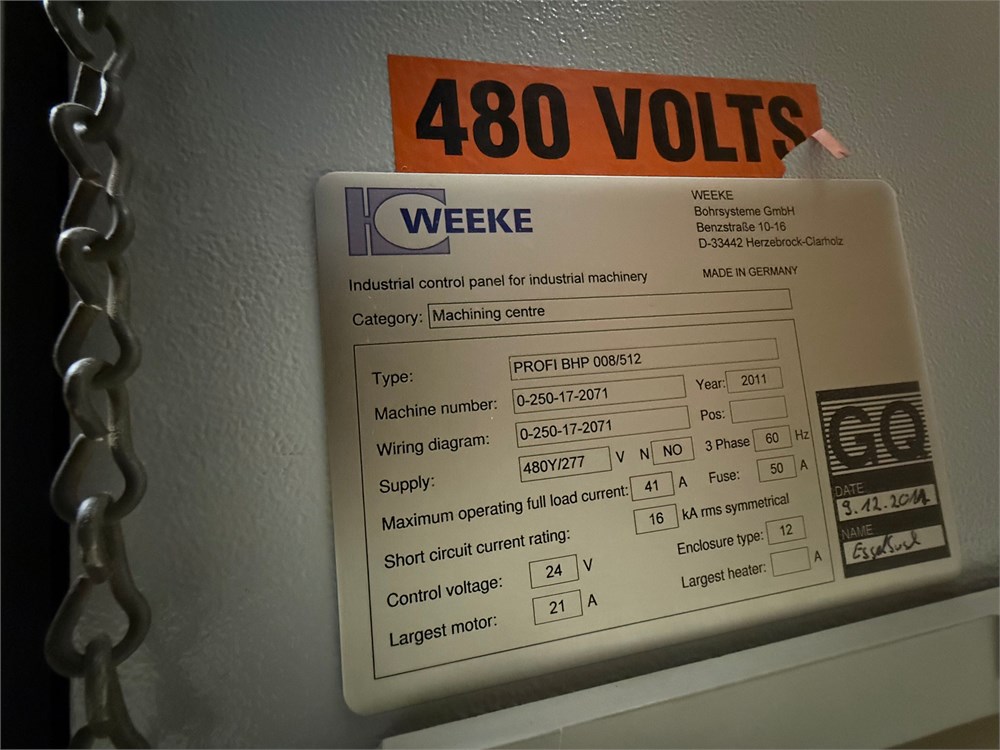 480 VOLTS
WEEKE
WEEKE
Bohrsysteme GmbH
Benzstraße 10-16
D-33442 Herzebrock-Clarholz
MADE IN GERMANY
Industrial control panel for industrial machinery
Category: Machining centre
Type: PROFI BHP 008/512
Machine number: 0-250-17-2071 Year: 2011
Wiring diagram: 0-250-17-2071 Pos:
Supply: 480Y/277 V N NO 3 Phase 60 Hz
Maximum operating full load current: 41 A Fuse: 50 A
Short circuit current rating: 16 kA rms symmetrical
Control voltage: 24 V Enclosure type: 12
Largest motor: 21 A Largest heater: A
GQ
DATE
9.12.2011
NAME